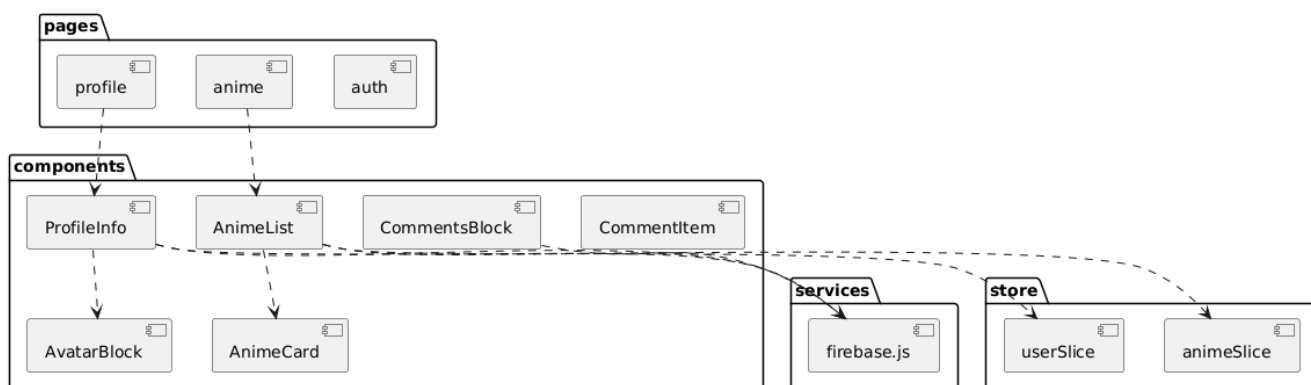 pages
profile
anime
auth
components
ProfileInfo
AnimeList
CommentsBlock
CommentItem
services
store
AvatarBlock
AnimeCard
firebase.js
userSlice
animeSlice